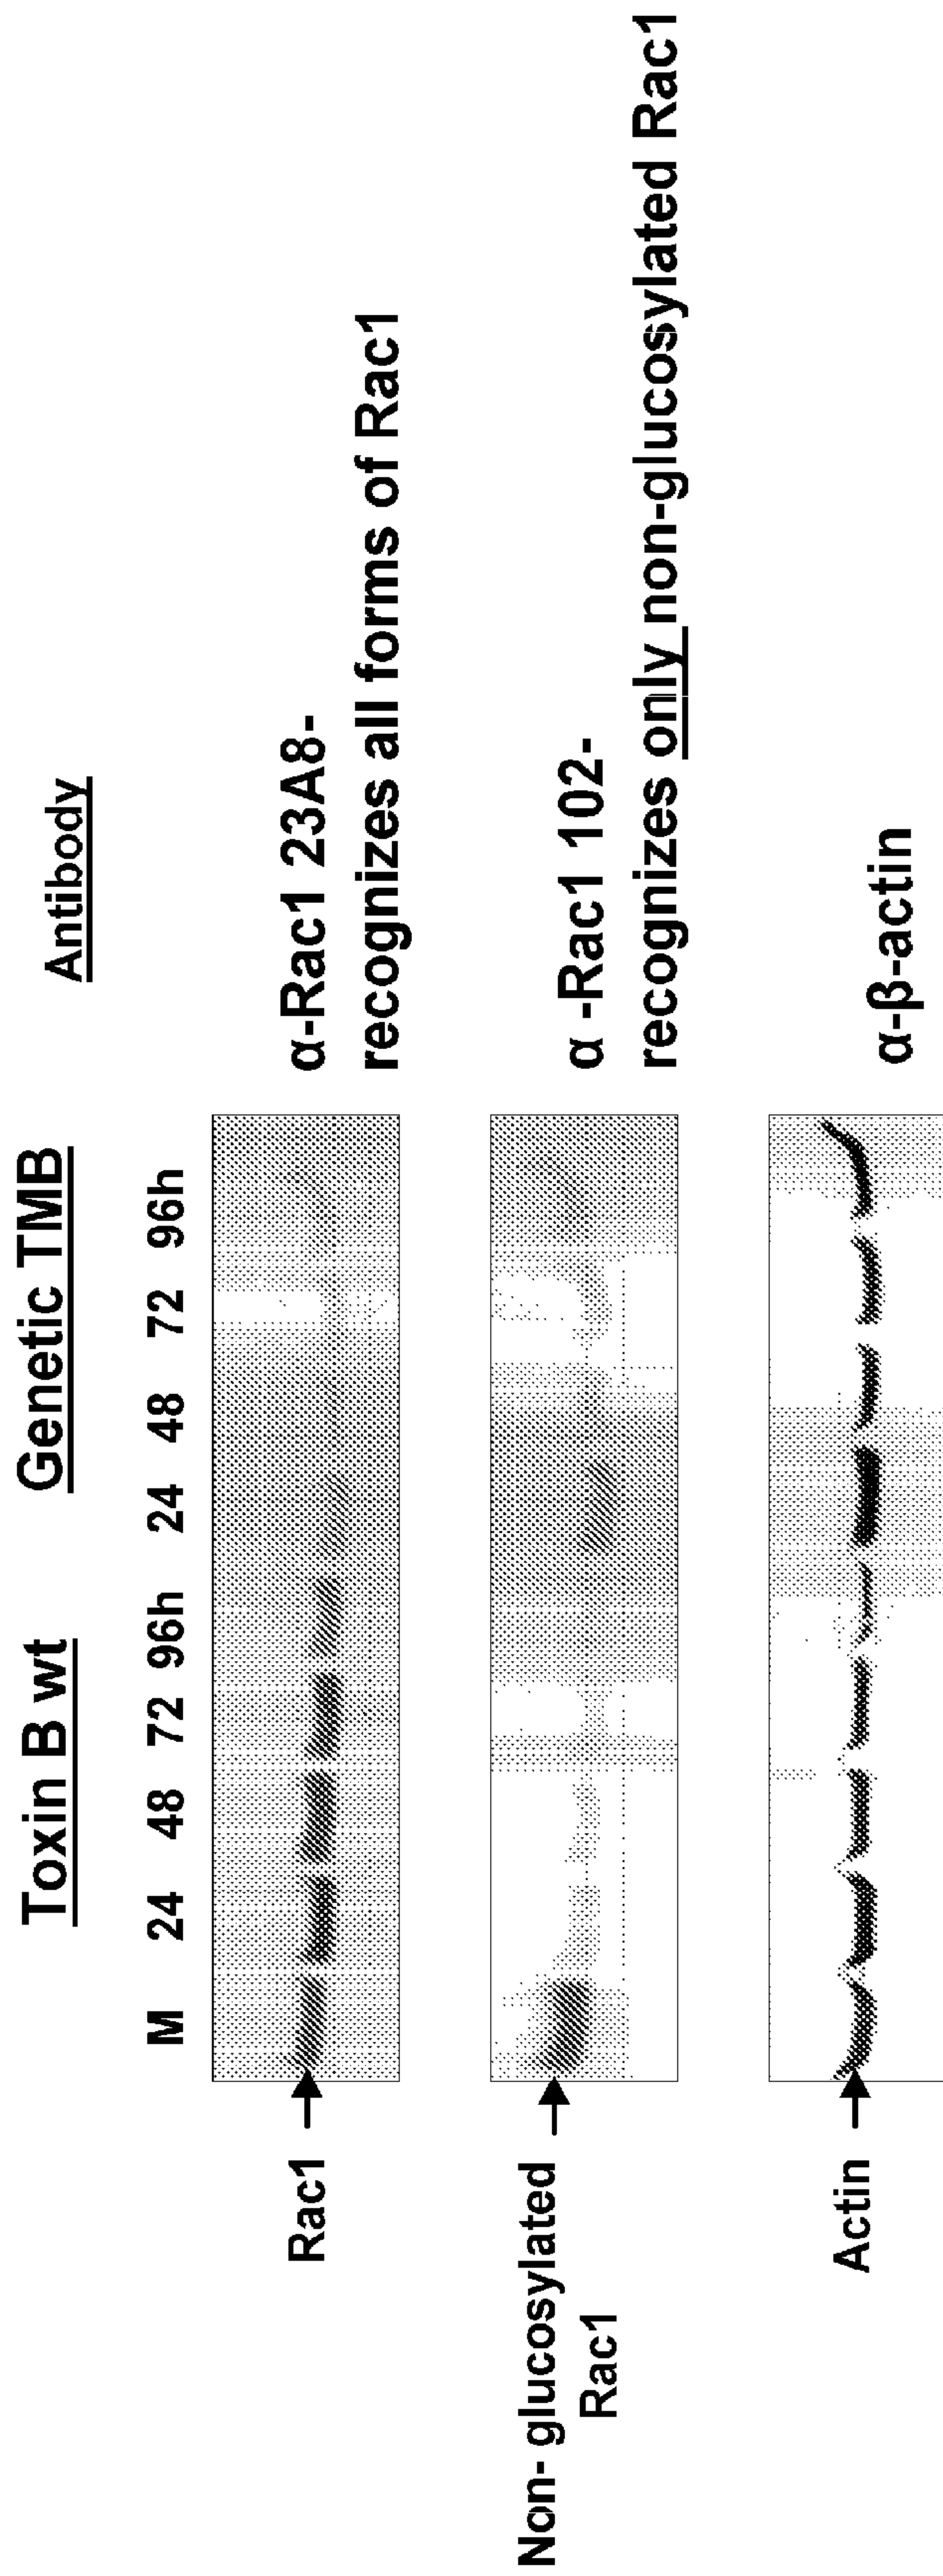 Toxin B wt   Genetic TMB
M 24 48 72 96h 24 48 72 96h   Antibody
Rac1
α-Rac1 23A8-
recognizes all forms of Rac1
Non- glucosylated
Rac1
α -Rac1 102-
recognizes only non-glucosylated Rac1
Actin
α-β-actin